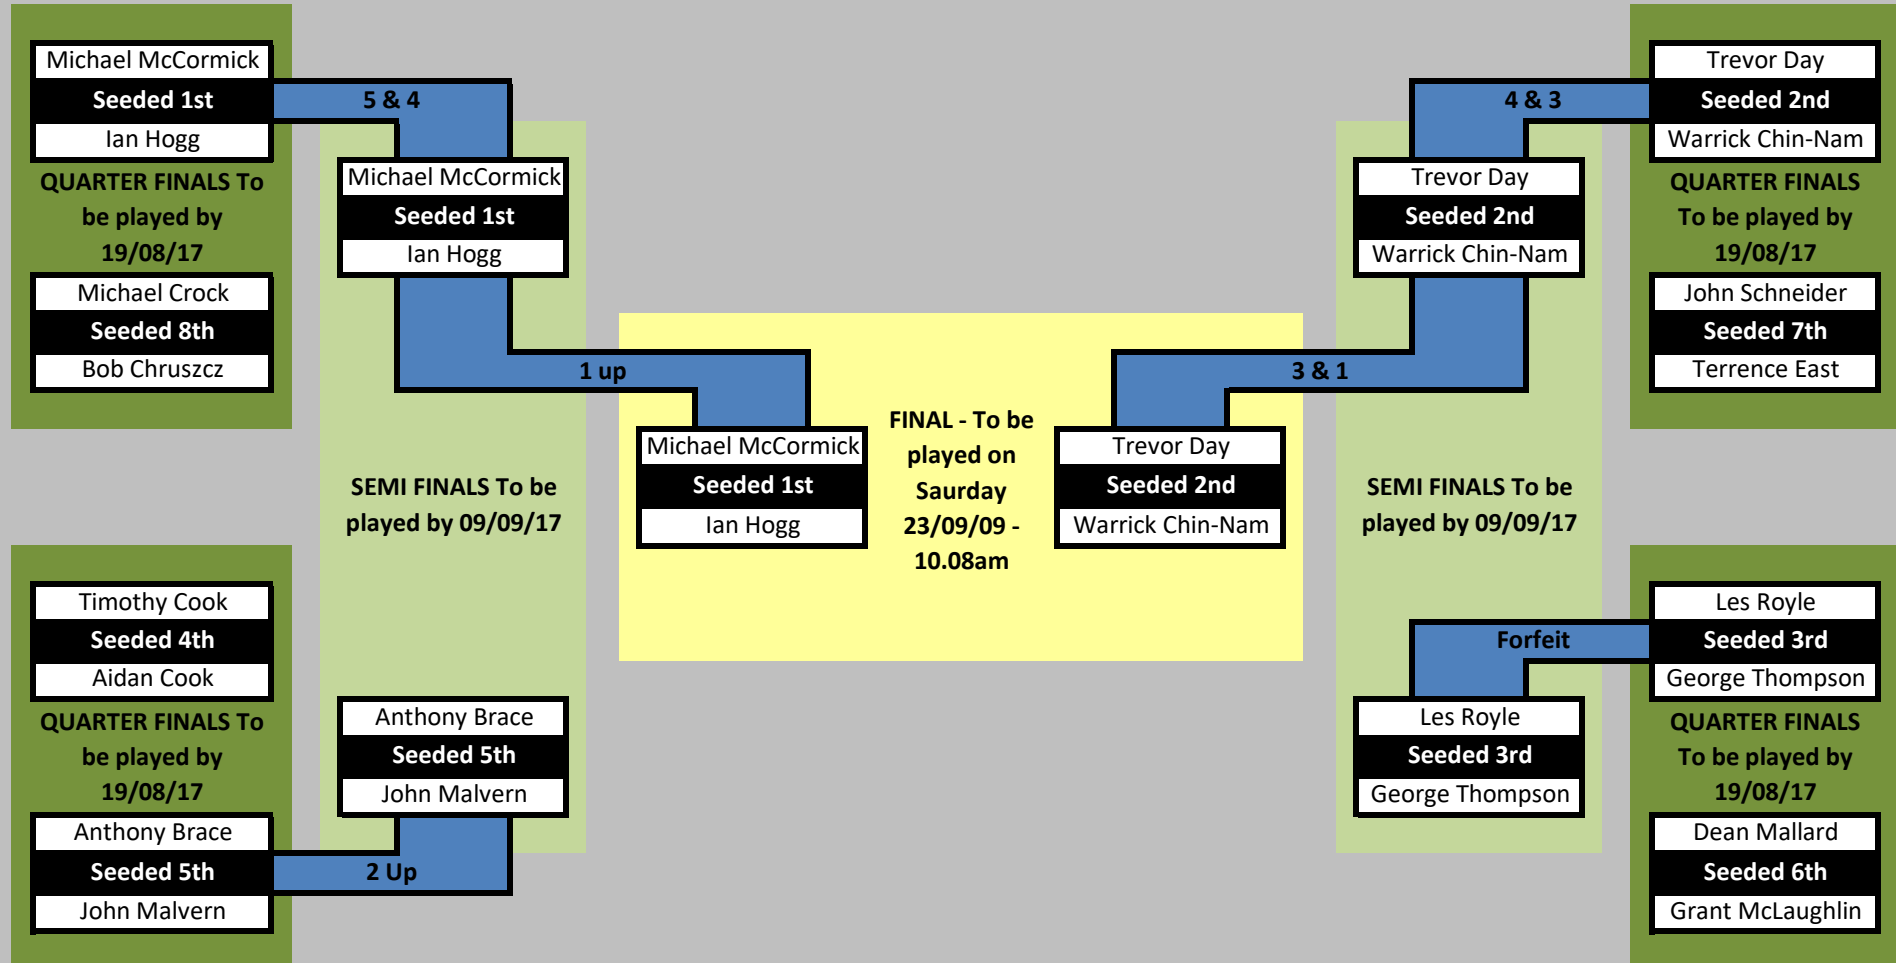 Michael McCormick
Seeded 1st
Ian Hogg
QUARTER FINALS To
be played by
19/08/17
Michael Crock
Seeded 8th
Bob Chruszcz
Timothy Cook
Seeded 4th
Aidan Cook
QUARTER FINALS To
be played by
19/08/17
Anthony Brace
Seeded 5th
John Malvern
5 & 4
Michael McCormick
Seeded 1st
Ian Hogg
SEMI FINALS To be
played by 09/09/17
Anthony Brace
Seeded 5th
John Malvern
2 Up
1 up
Michael McCormick
Seeded 1st
Ian Hogg
FINAL - To be
played on
Saurday
23/09/09 -
10.08am
3 & 1
Trevor Day
Seeded 2nd
Warrick Chin-Nam
4 & 3
Trevor Day
Seeded 2nd
Warrick Chin-Nam
SEMI FINALS To be
played by 09/09/17
Forfeit
Les Royle
Seeded 3rd
George Thompson
Trevor Day
Seeded 2nd
Warrick Chin-Nam
QUARTER FINALS
To be played by
19/08/17
John Schneider
Seeded 7th
Terrence East
Les Royle
Seeded 3rd
George Thompson
QUARTER FINALS
To be played by
19/08/17
Dean Mallard
Seeded 6th
Grant McLaughlin